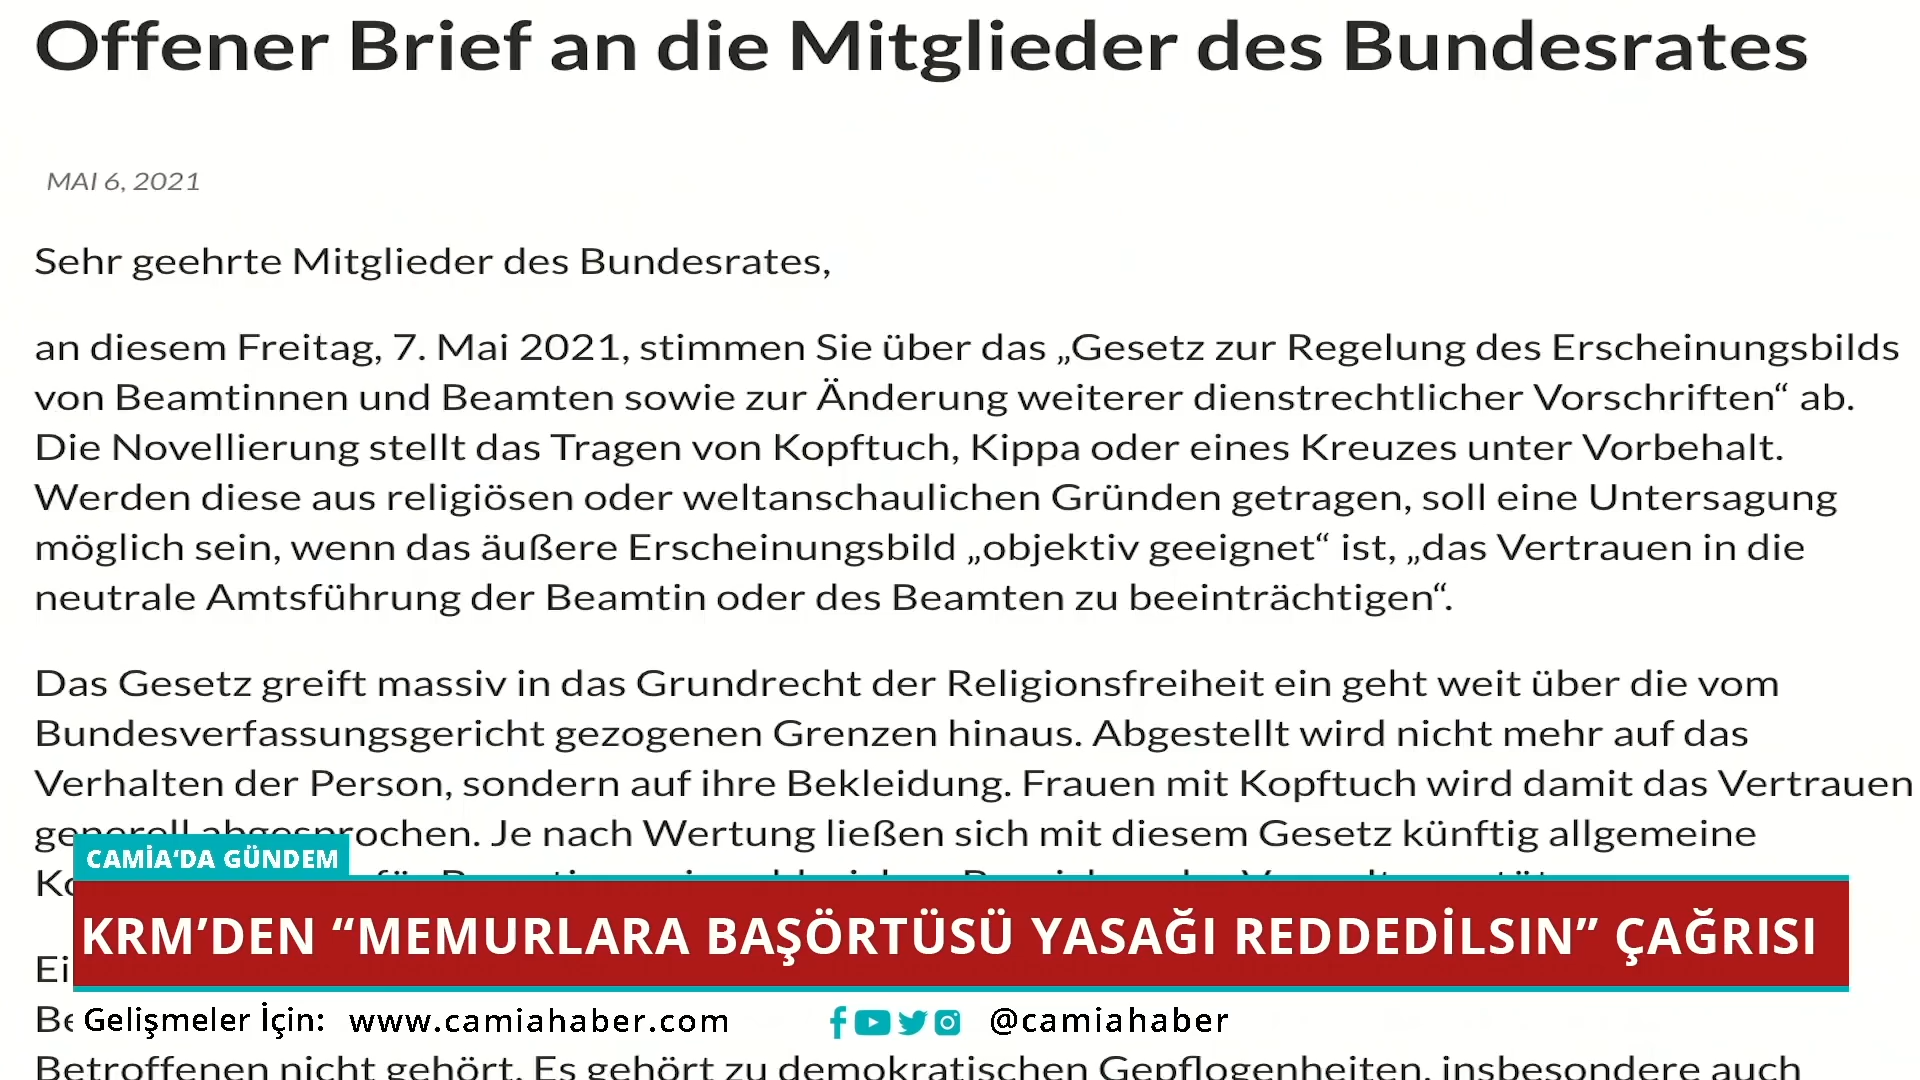 Offener Brief an die Mitglieder des Bundesrates
MAI 6, 2021
Sehr geehrte Mitglieder des Bundesrates,
an diesem Freitag, 7. Mai 2021, stimmen Sie über das „Gesetz zur Regelung des Erscheinungsbilds
von Beamtinnen und Beamten sowie zur Änderung weiterer dienstrechtlicher Vorschriften“ ab.
Die Novellierung stellt das Tragen von Kopftuch, Kippa oder eines Kreuzes unter Vorbehalt.
Werden diese aus religiösen oder weltanschaulichen Gründen getragen, soll eine Untersagung
möglich sein, wenn das äußere Erscheinungsbild „objektiv geeignet“ ist, „das Vertrauen in die
neutrale Amtsführung der Beamtin oder des Beamten zu beeinträchtigen“.
Das Gesetz greift massiv in das Grundrecht der Religionsfreiheit ein geht weit über die vom
Bundesverfassungsgericht gezogenen Grenzen hinaus. Abgestellt wird nicht mehr auf das
Verhalten der Person, sondern auf ihre Bekleidung. Frauen mit Kopftuch wird damit das Vertrauen
generell abgesprochen. Je nach Wertung ließen sich mit diesem Gesetz künftig allgemeine
CAMİA‘DA GÜNDEM
KRM’DEN “MEMURLARA BAŞÖRTÜSÜ YASAĞI REDDEDİLSIN” ÇAĞRISI
Gelişmeler İçin: www.camiahaber.com @camiahaber
Betroffenen nicht gehört. Es gehört zu demokratischen Gepflogenheiten, insbesondere auch